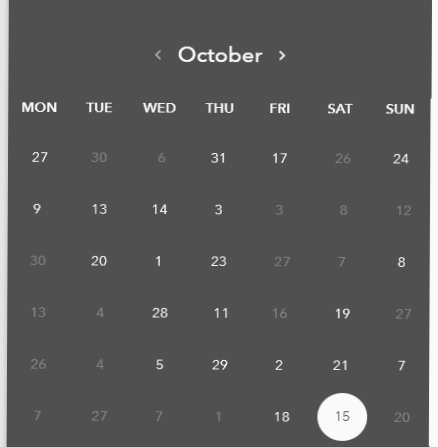 ‹ October ›
MON TUE WED THU FRI SAT SUN
27 30 6 31 17 26 24
9 13 14 3 3 8 12
30 20 1 23 27 7 8
13 4 28 11 16 19 27
26 4 5 29 2 21 7
7 27 7 1 18 15 20